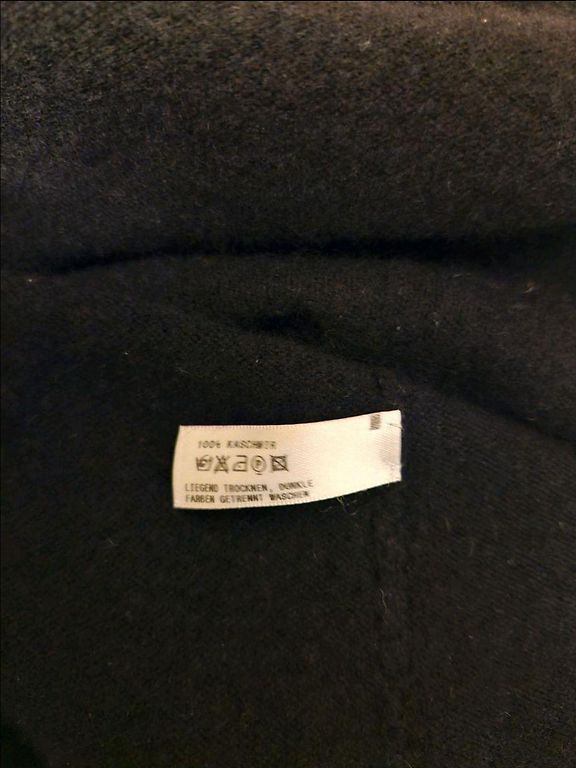 100% KASCHMIR
P
LIEGEND TROCKNEN, DUNKLE
FARBEN GETRENNT WASCHEN